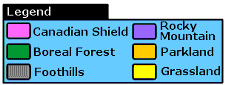 Legend
Canadian Shield
Boreal Forest
Foothills
Rocky
Mountain
Parkland
Grassland